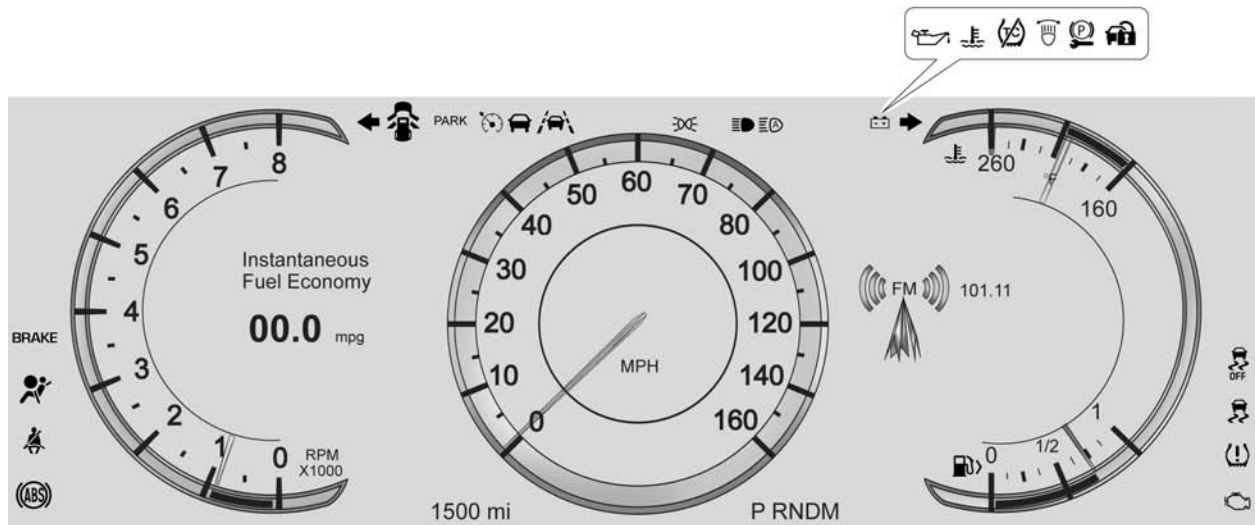 TC
P
PARK
A
8
7
6
5
4
3
2
1
0
RPM
X1000
Instantaneous
Fuel Economy
00.0 mpg
BRAKE
ABS
0
10
20
30
40
50
60
70
80
100
120
140
160
MPH
1500 mi
P RNDM
260
°F
160
FM
101.11
0
1/2
1
OFF
!